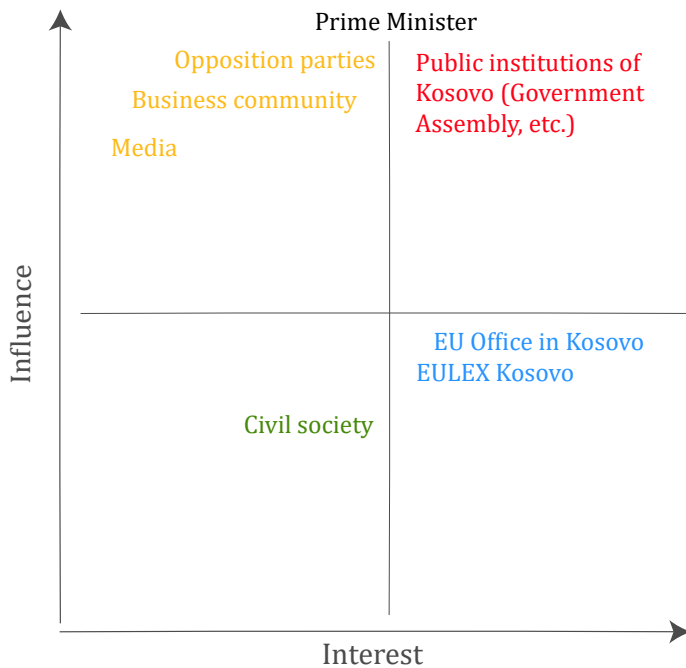 Prime Minister
Opposition parties
Business community
Media
Public institutions of
Kosovo (Government
Assembly, etc.)
Influence
EU Office in Kosovo
EULEX Kosovo
Civil society
Interest